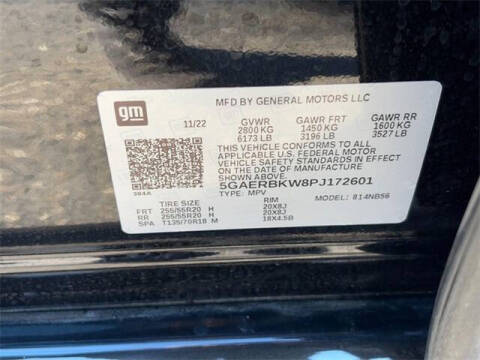 MFD BY GENERAL MOTORS LLC
gm
11/22 GVWR GAWR FRT GAWR RR
2800 KG 1450 KG 1600 KG
6173 LB 3196 LB 3527 LB
THIS VEHICLE CONFORMS TO ALL APPLICABLE
U.S. FEDERAL MOTOR
VEHICLE SAFETY STANDARDS IN EFFECT
ON THE DATE OF MANUFACTURE
SHOWN ABOVE.
5GAERBKW8PJ172601
TYPE: MPV MODEL: 814NB56
384A
TIRE SIZE RIM
FRT 255/55R20 H 20X8J
RR 255/55R20 H 20X8J
SPA T135/70R18 M 18X4.5B